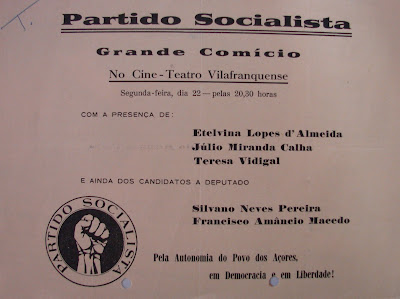 Partido Socialista
Grande Comício
No Cine-Teatro Vilafranquense
Segunda-feira, dia 22 — pelas 20,30 horas
COM A PRESENÇA DE:
Etelvina Lopes d'Almeida
Júlio Miranda Calha
Teresa Vidigal
E AINDA DOS CANDIDATOS A DEPUTADO
Silvano Neves Pereira
Francisco Amâncio Macedo
PARTIDO SOCIALISTA
Pela Autonomia do Povo dos Açores,
em Democracia e em Liberdade!